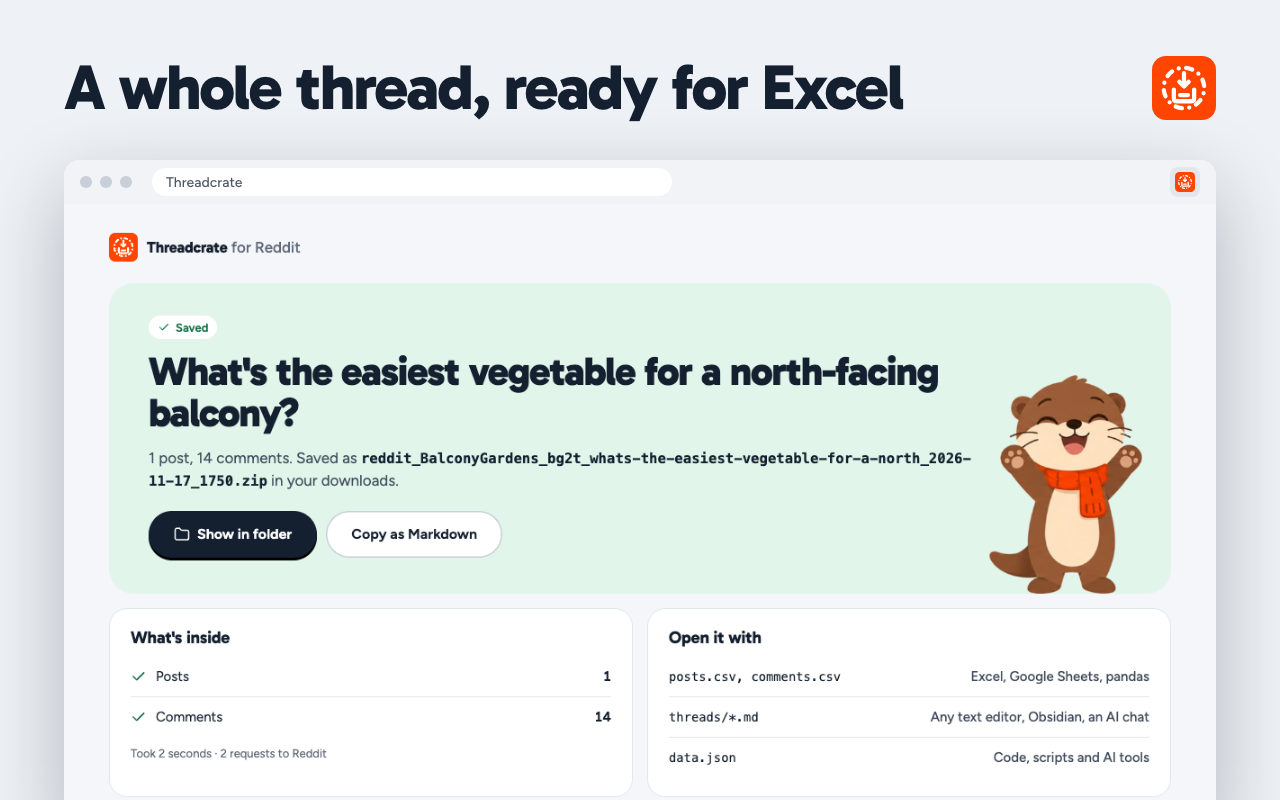 A whole thread, ready for Excel
Threadcrate
Threadcrate for Reddit
Saved
What's the easiest vegetable for a north-facing
balcony?
1 post, 14 comments. Saved as reddit_BalconyGardens_bg2t_whats-the-easiest-vegetable-for-a-north_2026-
11-17_1750.zip in your downloads.
Show in folder
Copy as Markdown
What's inside
Posts 1
Comments 14
Took 2 seconds · 2 requests to Reddit
Open it with
posts.csv, comments.csv Excel, Google Sheets, pandas
threads/*.md Any text editor, Obsidian, an AI chat
data.json Code, scripts and AI tools